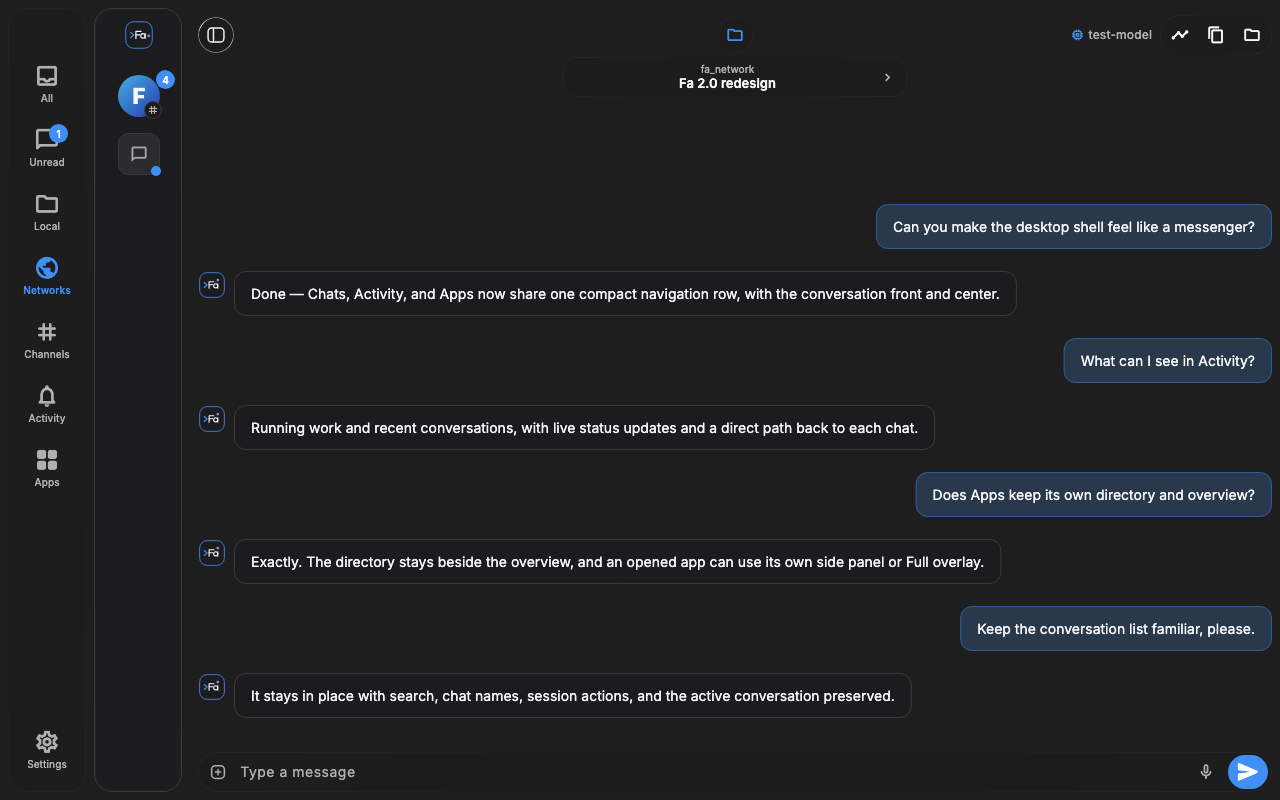 >Fa
All
1
Unread
Local
Networks
Channels
Activity
Apps
Settings
F
4
#
fa_network
Fa 2.0 redesign
test-model
Can you make the desktop shell feel like a messenger?
>Fa
Done — Chats, Activity, and Apps now share one compact navigation row, with the conversation front and center.
What can I see in Activity?
>Fa
Running work and recent conversations, with live status updates and a direct path back to each chat.
Does Apps keep its own directory and overview?
>Fa
Exactly. The directory stays beside the overview, and an opened app can use its own side panel or Full overlay.
Keep the conversation list familiar, please.
>Fa
It stays in place with search, chat names, session actions, and the active conversation preserved.
Type a message